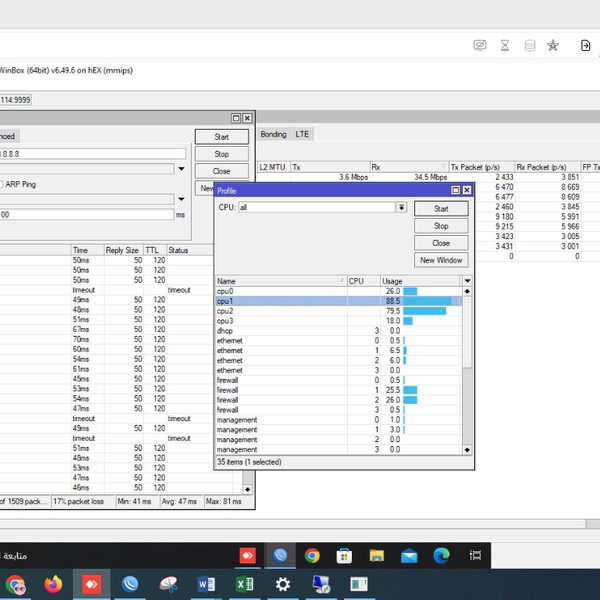 WinBox (64bit) v6.49.6 on hEX (mmips)
114:9999
nced
Start
Stop
Close
New
.8.8.8
ARP Ping
00 ms
Bonding LTE
L2 MTU Tx Rx Tx Packet (p/s) Rx Packet (p/s) FP Tx
3.6 Mbps 34.5 Mbps 2 433 3 851
6 470 8 669
6 477 8 609
2 460 3 845
9 180 5 991
9 215 5 966
3 423 3 005
3 431 3 001
0 0
Time Reply Size TTL Status
50ms 50 120
50ms 50 120
50ms 50 120
timeout timeout
49ms 50 120
48ms 50 120
51ms 50 120
67ms 50 120
70ms 50 120
60ms 50 120
54ms 50 120
61ms 50 120
45ms 50 120
53ms 50 120
54ms 50 120
47ms 50 120
timeout timeout
49ms 50 120
timeout timeout
51ms 50 120
48ms 50 120
53ms 50 120
47ms 50 120
46ms 50 120
of 1509 pack... 17% packet loss Min: 41 ms Avg: 47 ms Max: 81 ms
Profile
CPU: all
Start
Stop
Close
New Window
Name CPU Usage
cpu0 26.0
cpu1 88.5
cpu2 79.5
cpu3 18.0
dhcp 3 0.0
ethernet 0 0.5
ethernet 1 6.5
ethernet 2 6.0
ethernet 3 0.0
firewall 0 0.5
firewall 1 25.5
firewall 2 26.0
firewall 3 0.5
management 0 1.0
management 1 3.0
management 2 0.0
management 3 0.0
35 items (1 selected)
متابعة